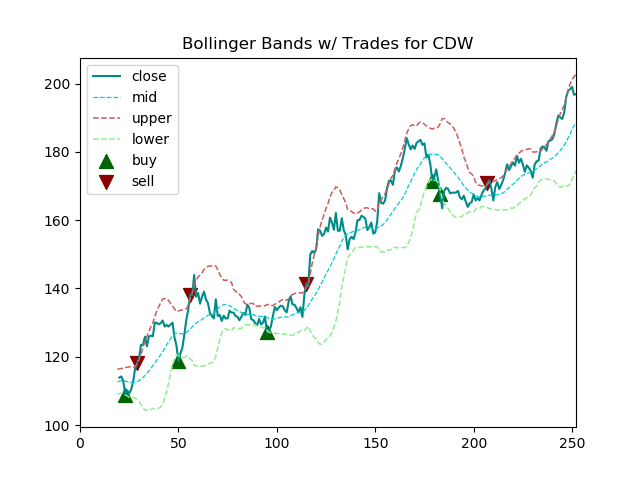 Bollinger Bands w/ Trades for CDW
close
mid
upper
lower
buy
sell
200
180
160
140
120
100
0 50 100 150 200 250